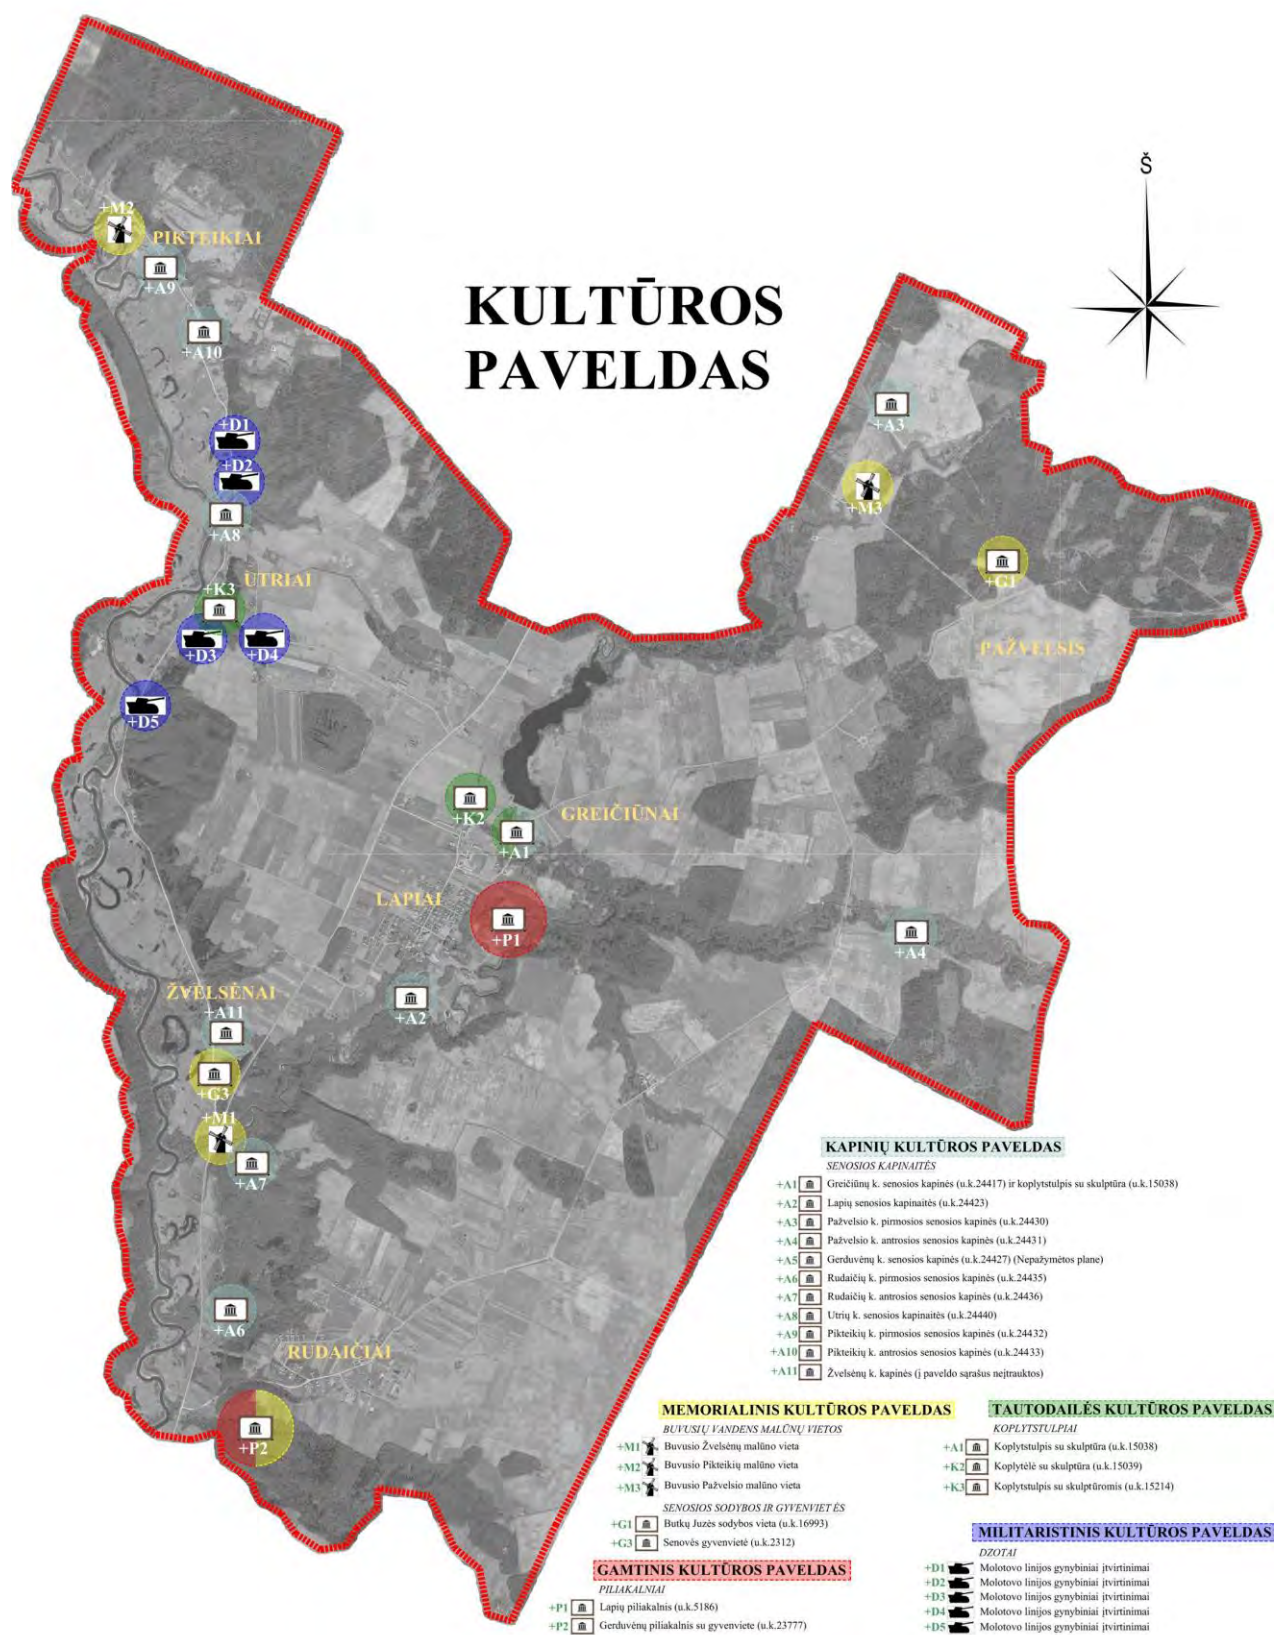 Š
KULTŪROS
PAVELDAS
+M2
PIKTEIKIAI
+A9
+A10
+D1
+D2
+A8
UTRIAI
+K3
+D3
+D4
+D5
+A3
+M3
+G1
PAŽVELSIS
+K2
GREIČIŪNAI
+A1
LAPIAI
+P1
+A4
ŽVELSĖNAI
+A11
+A2
+G3
+M1
+A7
+A6
RUDAIČIAI
+P2
KAPINIŲ KULTŪROS PAVELDAS
SENOSIOS KAPINAITĖS
+A1 Greičiūnų k. senosios kapinės (u.k.24417) ir koplytstulpis su skulptūra (u.k.15038)
+A2 Lapių senosios kapinaitės (u.k.24423)
+A3 Pažvelsio k. pirmosios senosios kapinės (u.k.24430)
+A4 Pažvelsio k. antrosios senosios kapinės (u.k.24431)
+A5 Gerduvėnų k. senosios kapinės (u.k.24427) (Nepažymėtos plane)
+A6 Rudaičių k. pirmosios senosios kapinės (u.k.24435)
+A7 Rudaičių k. antrosios senosios kapinės (u.k.24436)
+A8 Utrių k. senosios kapinaitės (u.k.24440)
+A9 Pikteikių k. pirmosios senosios kapinės (u.k.24432)
+A10 Pikteikių k. antrosios senosios kapinės (u.k.24433)
+A11 Žvelsėnų k. kapinės (į paveldo sąrašus neįtrauktos)
MEMORIALINIS KULTŪROS PAVELDAS
BUVUSIŲ VANDENS MALŪNŲ VIETOS
+M1 Buvusio Žvelsėnų malūno vieta
+M2 Buvusio Pikteikių malūno vieta
+M3 Buvusio Pažvelsio malūno vieta
SENOSIOS SODYBOS IR GYVENVIET ĖS
+G1 Butkų Juzės sodybos vieta (u.k.16993)
+G3 Senovės gyvenvietė (u.k.2312)
GAMTINIS KULTŪROS PAVELDAS
PILIAKALNIAI
+P1 Lapių piliakalnis (u.k.5186)
+P2 Gerduvėnų piliakalnis su gyvenviete (u.k.23777)
TAUTODAILĖS KULTŪROS PAVELDAS
KOPLYTSTULPIAI
+A1 Koplytstulpis su skulptūra (u.k.15038)
+K2 Koplytėlė su skulptūra (u.k.15039)
+K3 Koplytstulpis su skulptūromis (u.k.15214)
MILITARISTINIS KULTŪROS PAVELDAS
DZOTAI
+D1 Molotovo linijos gynybiniai įtvirtinimai
+D2 Molotovo linijos gynybiniai įtvirtinimai
+D3 Molotovo linijos gynybiniai įtvirtinimai
+D4 Molotovo linijos gynybiniai įtvirtinimai
+D5 Molotovo linijos gynybiniai įtvirtinimai